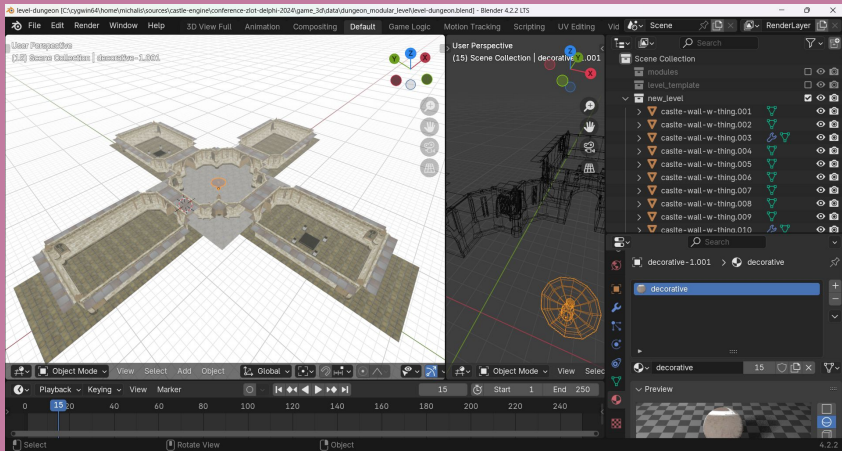 level-dungeon [C:\cygwin64\home\michalis\sources\castle-engine\conference-zlot-delphi-2024\game_3d\data\dungeon_modular_level\level-dungeon.blend] - Blender 4.2.2 LTS
File Edit Render Window Help 3D View Full Animation Compositing Default Game Logic Motion Tracking Scripting UV Editing Vid Scene RenderLayer
User Perspective
(15) Scene Collection | decorative-1.001
Z
Y
X
User Perspective
(15) Scene Collection | decorative-1.001
Z
Y
X
Search
Scene Collection
modules
level_template
new_level
caslte-wall-w-thing.001
caslte-wall-w-thing.002
caslte-wall-w-thing.003
caslte-wall-w-thing.004
caslte-wall-w-thing.005
caslte-wall-w-thing.006
caslte-wall-w-thing.007
caslte-wall-w-thing.008
caslte-wall-w-thing.009
caslte-wall-w-thing.010
Search
decorative-1.001 > decorative
decorative
decorative 15
Preview
Object Mode View Select Add Object Global
Object Mode View Selec
Playback Keying View Marker 15 Start 1 End 250
0 15 20 40 60 80 100 120 140 160 180 200 220 240
Select Rotate View Object 4.2.2